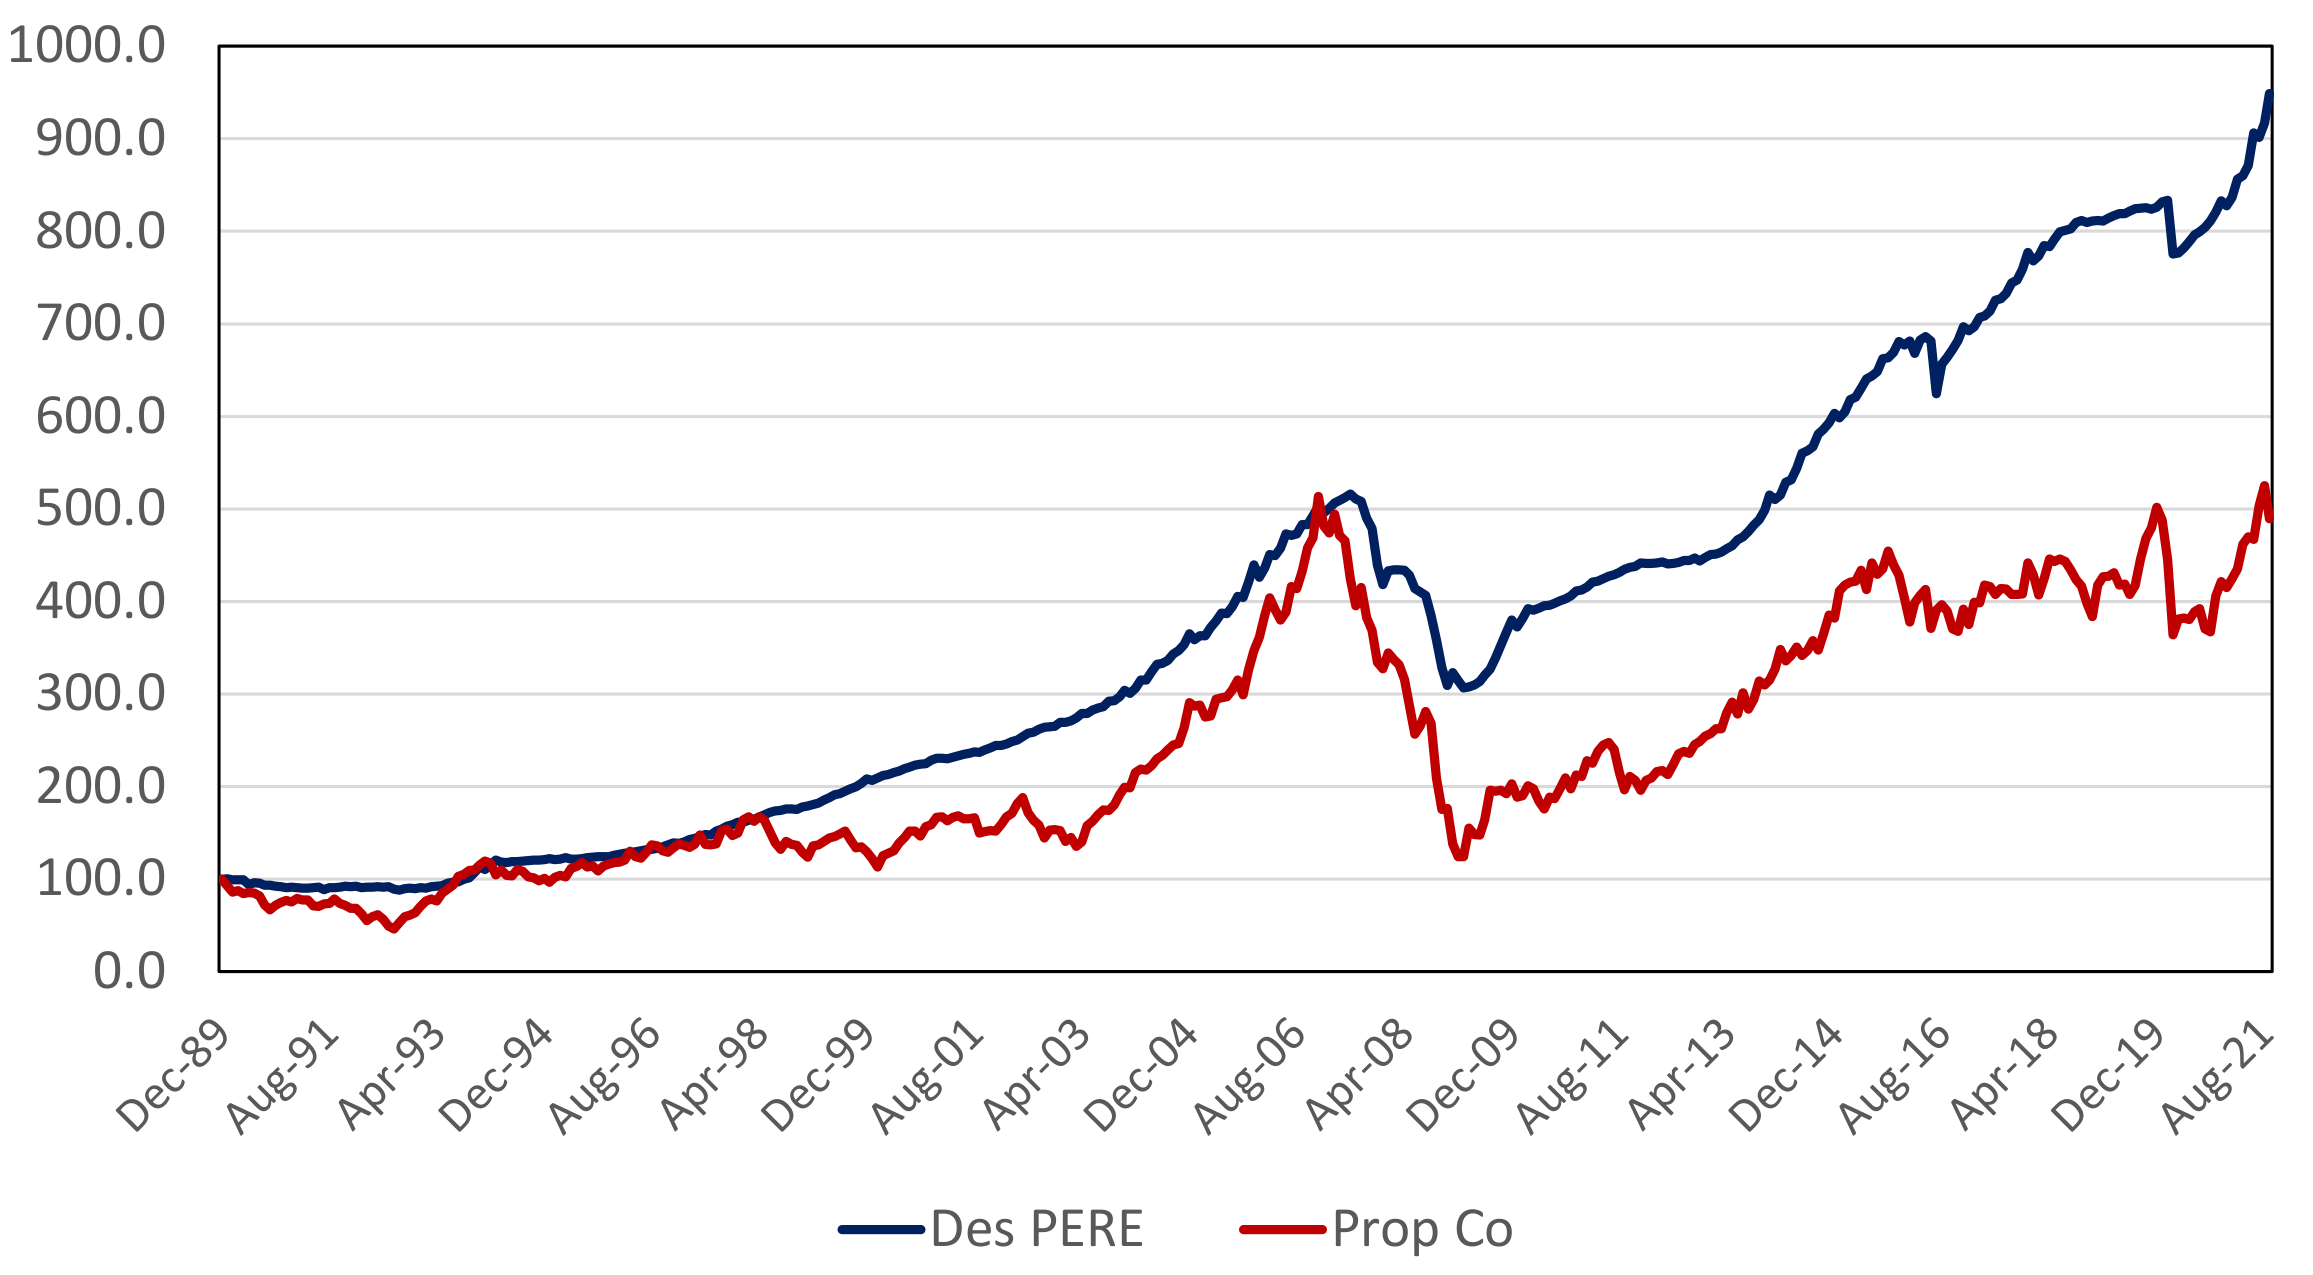 1000.0
900.0
800.0
700.0
600.0
500.0
400.0
300.0
200.0
100.0
0.0
Dec-89
Aug-91
Apr-93
Dec-94
Aug-96
Apr-98
Dec-99
Aug-01
Apr-03
Dec-04
Aug-06
Apr-08
Dec-09
Aug-11
Apr-13
Dec-14
Aug-16
Apr-18
Dec-19
Aug-21
Des PERE
Prop Co